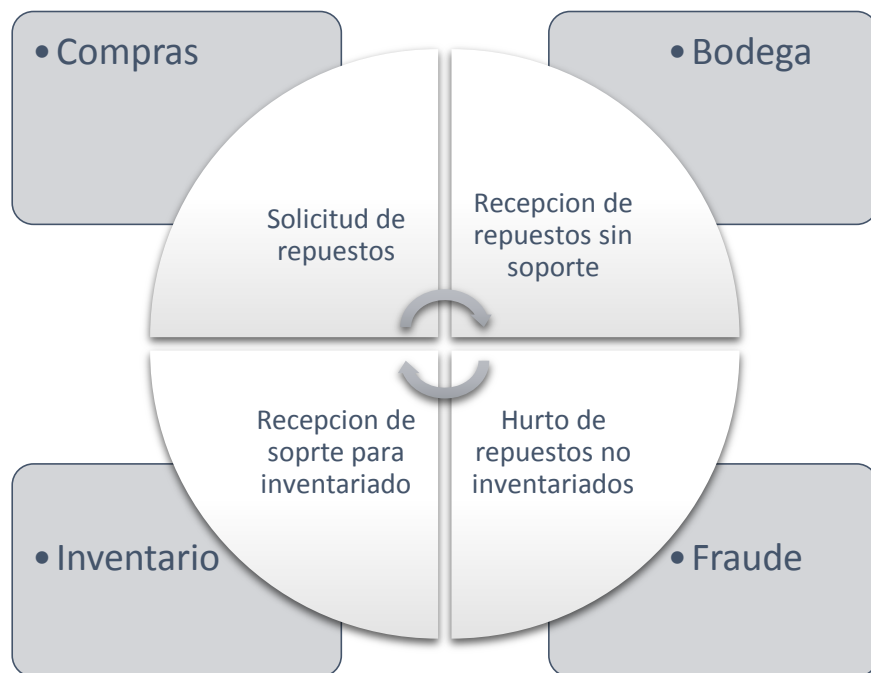 • Compras
• Bodega
Solicitud de
repuestos
Recepcion de
repuestos sin
soporte
Recepcion de
soprte para
inventariado
Hurto de
repuestos no
inventariados
• Inventario
• Fraude